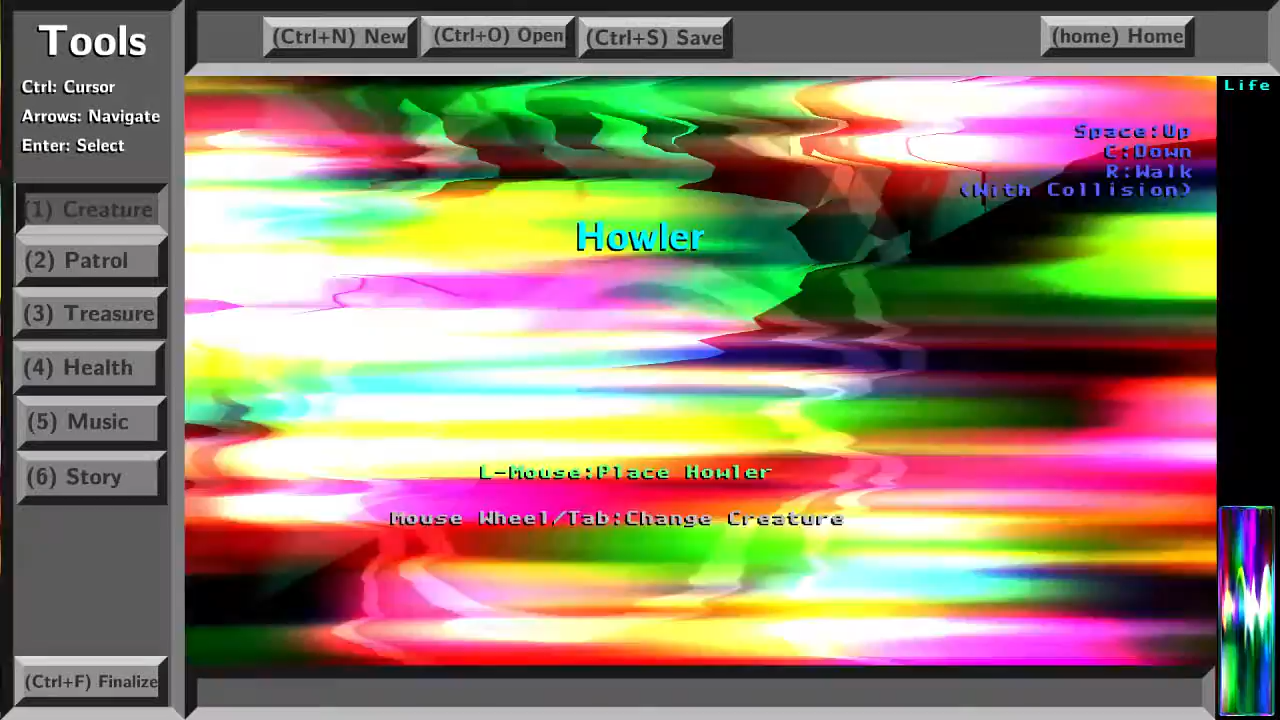 Tools
Ctrl: Cursor
Arrows: Navigate
Enter: Select
(1) Creature
(2) Patrol
(3) Treasure
(4) Health
(5) Music
(6) Story
(Ctrl+F) Finalize
(Ctrl+N) New
(Ctrl+O) Open
(Ctrl+S) Save
(home) Home
Life
Space:Up
C:Down
R:Walk
(With Collision)
Howler
L-Mouse:Place Howler
Mouse Wheel/Tab:Change Creature